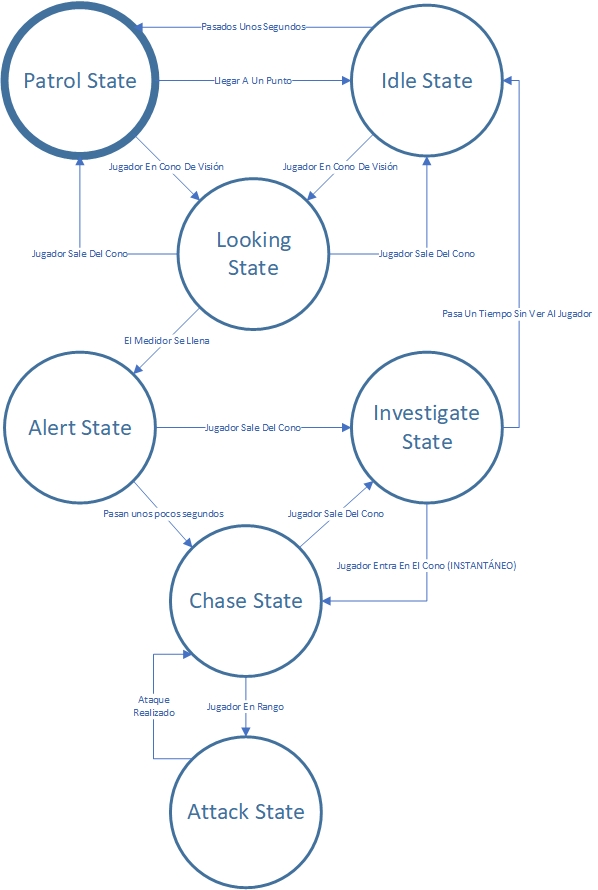 Pasados Unos Segundos
Patrol State
Llegar A Un Punto
Idle State
Jugador En Cono De Visión
Jugador En Cono De Visión
Looking
State
Jugador Sale Del Cono
Jugador Sale Del Cono
Pasa Un Tiempo Sin Ver Al Jugador
El Medidor Se Llena
Alert State
Jugador Sale Del Cono
Investigate
State
Pasan unos pocos segundos
Jugador Sale Del Cono
Jugador Entra En El Cono (INSTANTÁNEO)
Chase State
Ataque
Realizado
Jugador En Rango
Attack State